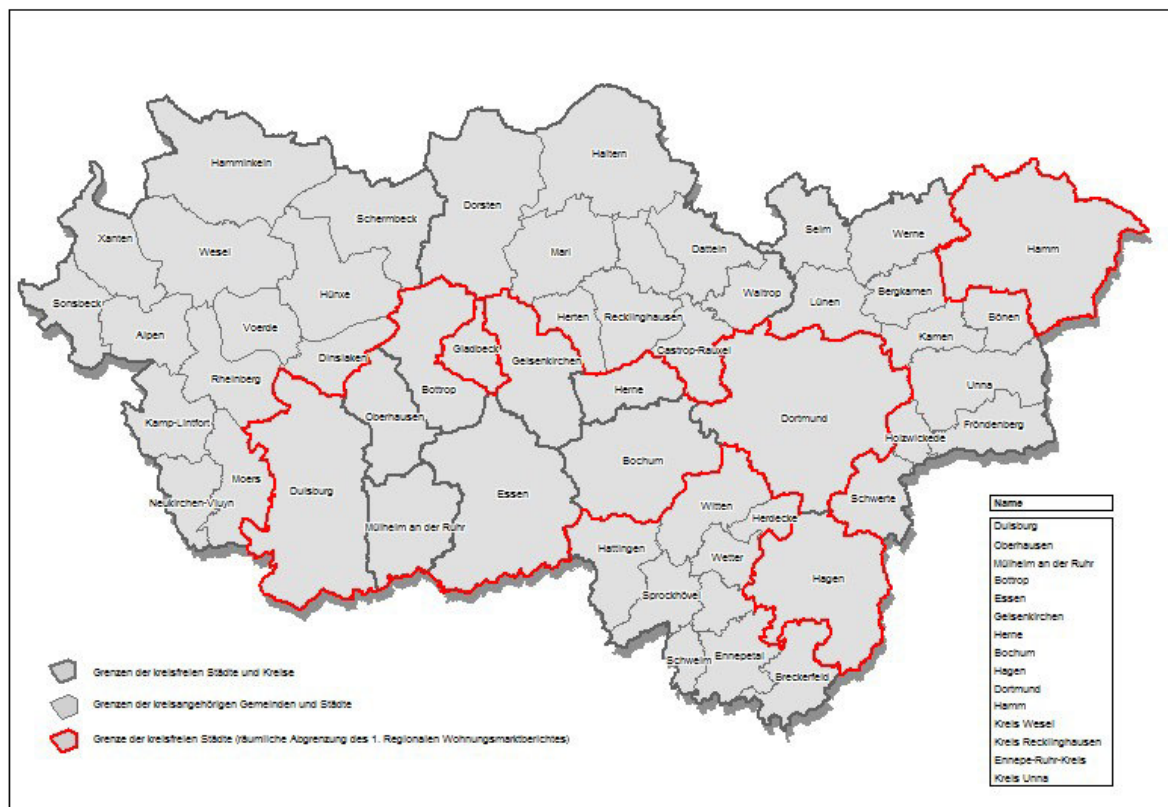 Hamminkeln
Haltern
Dorsten
Schermbeck
Xanten
Wesel
Marl
Datteln
Selm
Werne
Hamm
Sonsbeck
Hünxe
Waltrop
Lünen
Bergkamen
Alpen
Voerde
Herten
Recklinghausen
Bönen
Kamen
Dinslaken
Gladbeck
Gelsenkirchen
Castrop-Rauxel
Rheinberg
Bottrop
Herne
Unna
Oberhausen
Dortmund
Kamp-Lintfort
Holzwickede
Fröndenberg
Bochum
Moers
Duisburg
Essen
Neukirchen-Vluyn
Schwerte
Witten
Herdecke
Mülheim an der Ruhr
Hattingen
Wetter
Hagen
Sprockhövel
Schwelm
Ennepetal
Breckerfeld
Grenzen der kreisfreien Städte und Kreise
Grenzen der kreisangehörigen Gemeinden und Städte
Grenze der kreisfreien Städte (räumliche Abgrenzung des 1. Regionalen Wohnungsmarktberichtes)
Name
Duisburg
Oberhausen
Mülheim an der Ruhr
Bottrop
Essen
Gelsenkirchen
Herne
Bochum
Hagen
Dortmund
Hamm
Kreis Wesel
Kreis Recklinghausen
Ennepe-Ruhr-Kreis
Kreis Unna